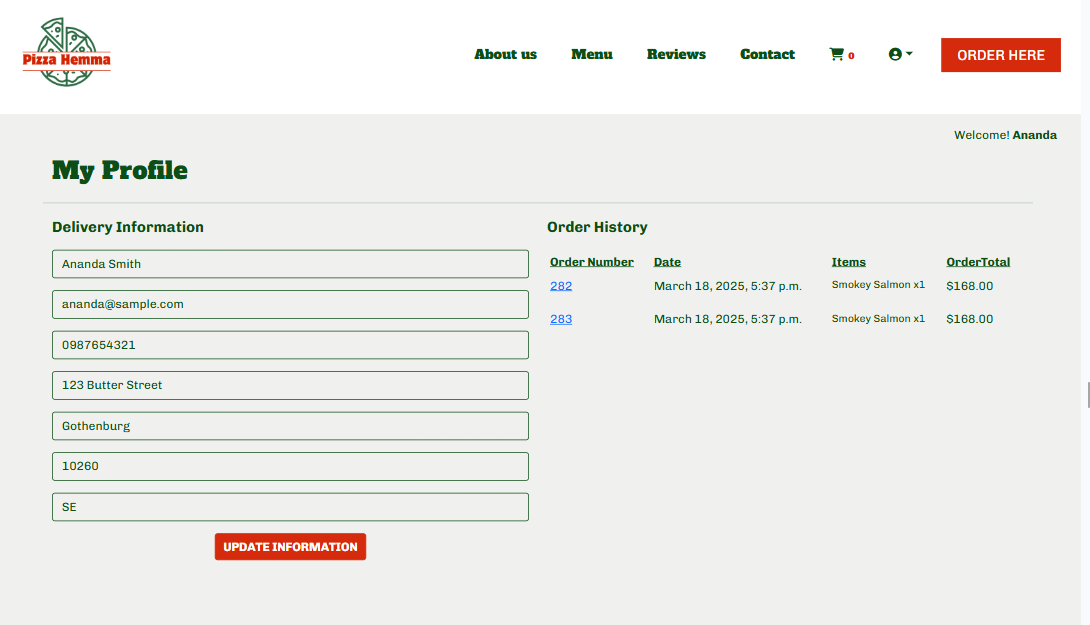 Pizza Hemma
About us Menu Reviews Contact 0 ORDER HERE
Welcome! Ananda
My Profile
Delivery Information
Ananda Smith
ananda@sample.com
0987654321
123 Butter Street
Gothenburg
10260
SE
UPDATE INFORMATION
Order History
Order Number Date Items OrderTotal
282 March 18, 2025, 5:37 p.m. Smokey Salmon x1 $168.00
283 March 18, 2025, 5:37 p.m. Smokey Salmon x1 $168.00